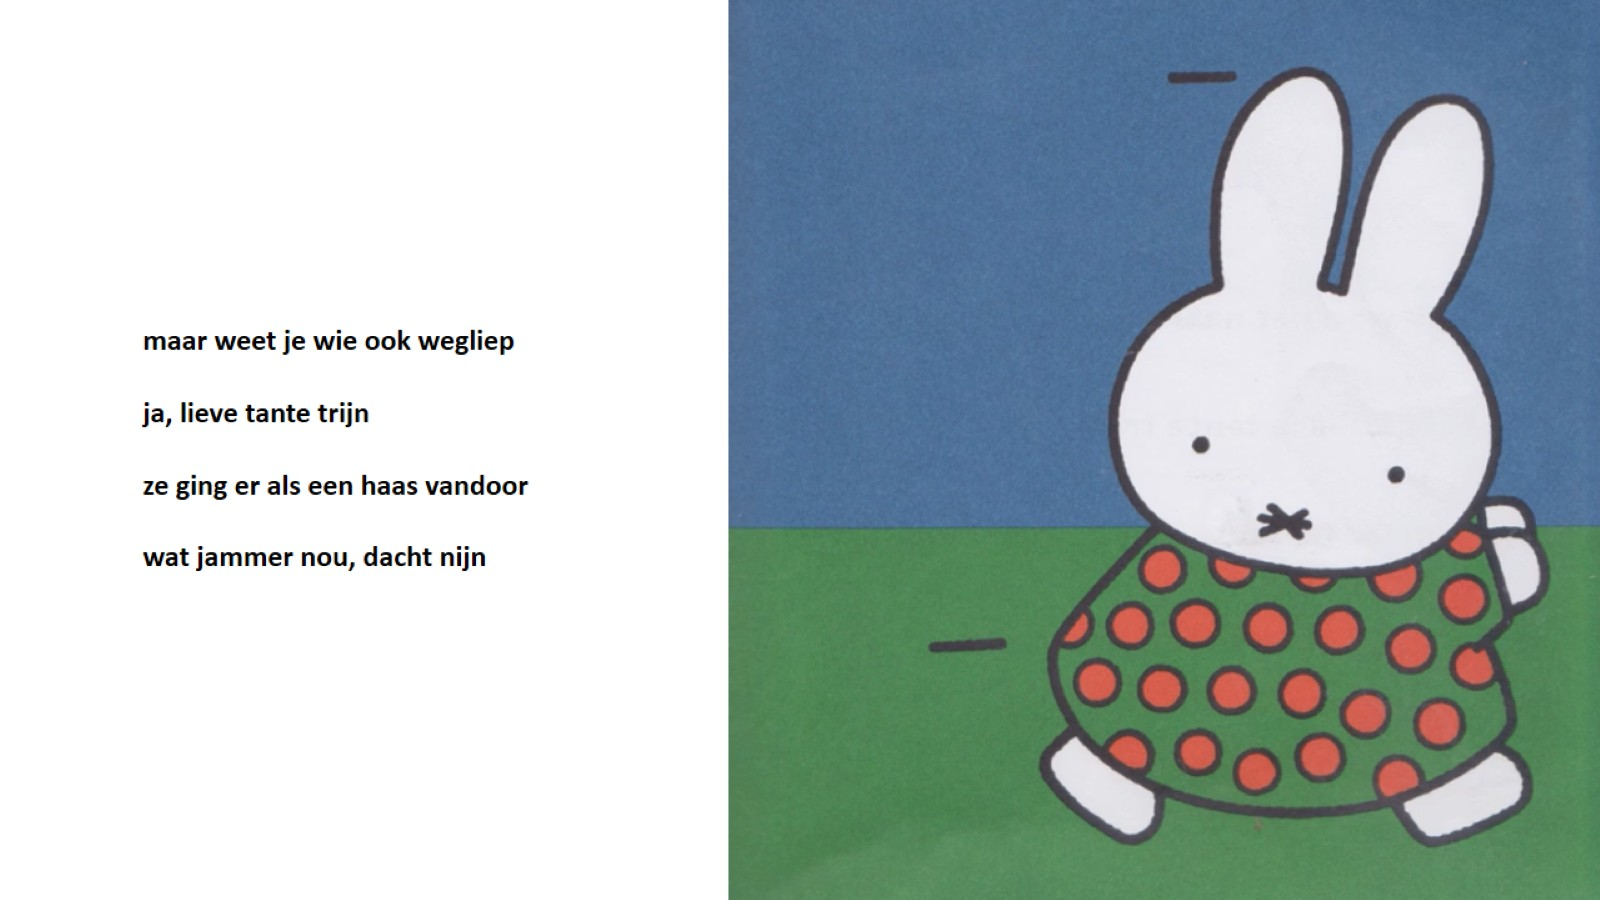 maar weet je wie ook wegliep
ja, lieve tante trijn
ze ging er als een haas vandoor
wat jammer nou, dacht nijn